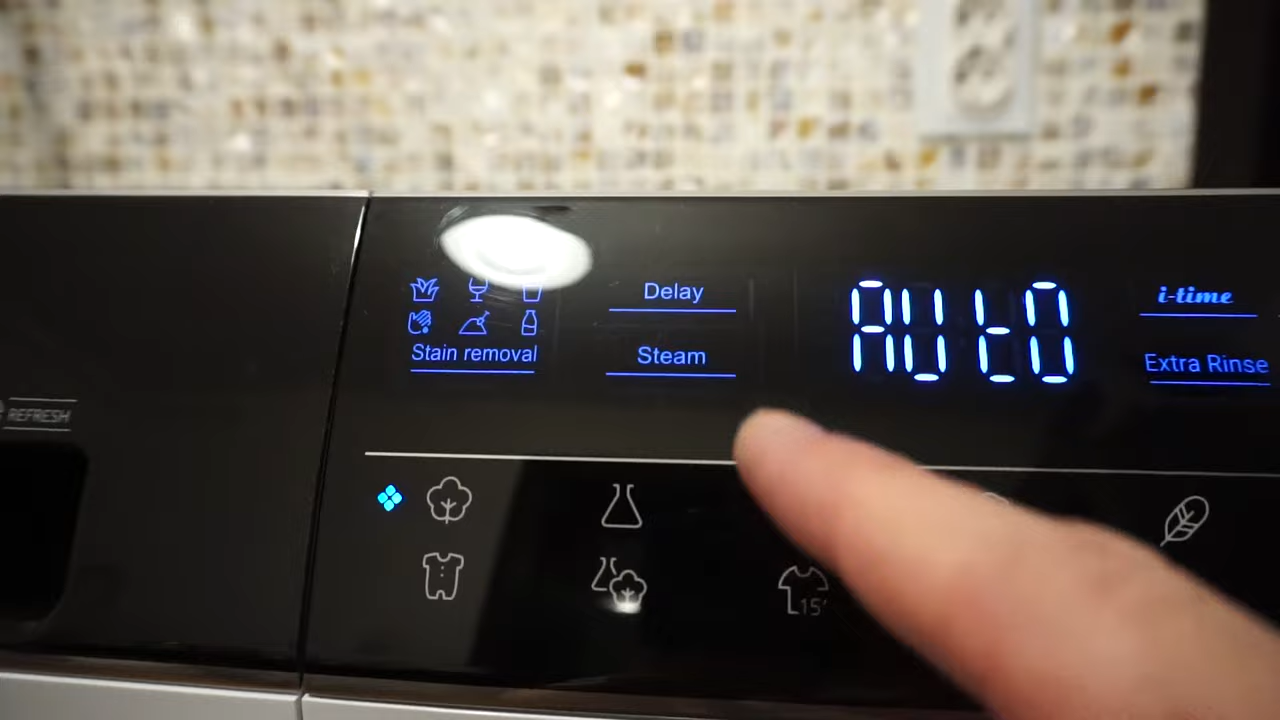 Delay
AUtO
i-time
Stain removal
Steam
Extra Rinse
REFRESH
15'